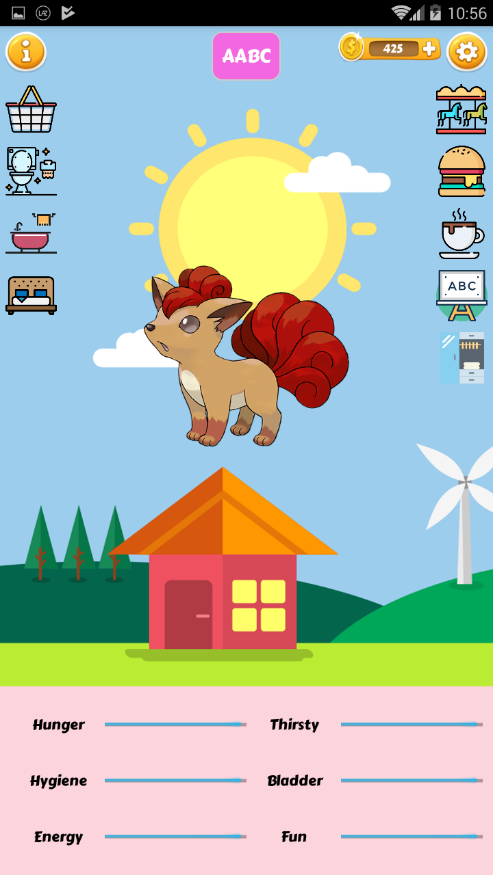 10:56
AABC
425
ABC
Hunger
Thirsty
Hygiene
Bladder
Energy
Fun